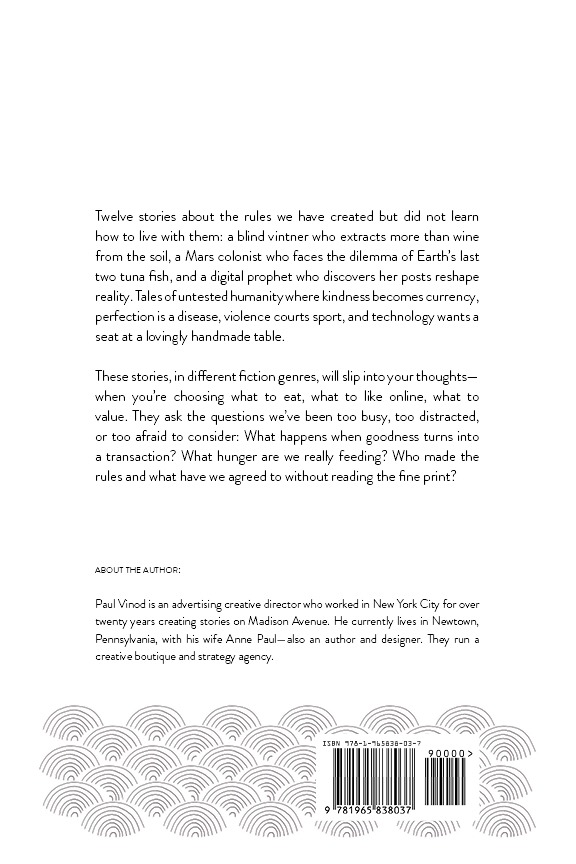 Twelve stories about the rules we have created but did not learn
how to live with them: a blind vintner who extracts more than wine
from the soil, a Mars colonist who faces the dilemma of Earth's last
two tuna fish, and a digital prophet who discovers her posts reshape
reality. Tales of untested humanity where kindness becomes currency,
perfection is a disease, violence courts sport, and technology wants a
seat at a lovingly handmade table.
These stories, in different fiction genres, will slip into your thoughts—
when you're choosing what to eat, what to like online, what to
value. They ask the questions we've been too busy, too distracted,
or too afraid to consider: What happens when goodness turns into
a transaction? What hunger are we really feeding? Who made the
rules and what have we agreed to without reading the fine print?
ABOUT THE AUTHOR:
Paul Vinod is an advertising creative director who worked in New York City for over
twenty years creating stories on Madison Avenue. He currently lives in Newtown,
Pennsylvania, with his wife Anne Paul—also an author and designer. They run a
creative boutique and strategy agency.
ISBN 978-1-965838-03-7
90000>
9 781965 838037